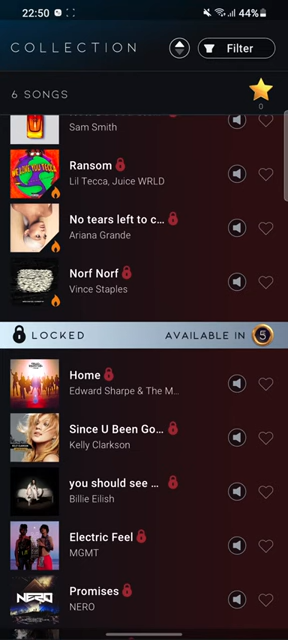 22:50
44%
COLLECTION
Filter
6 SONGS
0
Sam Smith
Ransom
Lil Tecca, Juice WRLD
No tears left to c...
Ariana Grande
Norf Norf
Vince Staples
LOCKED
AVAILABLE IN 5
Home
Edward Sharpe & The M...
Since U Been Go...
Kelly Clarkson
you should see ...
Billie Eilish
Electric Feel
MGMT
NERO
Promises
NERO